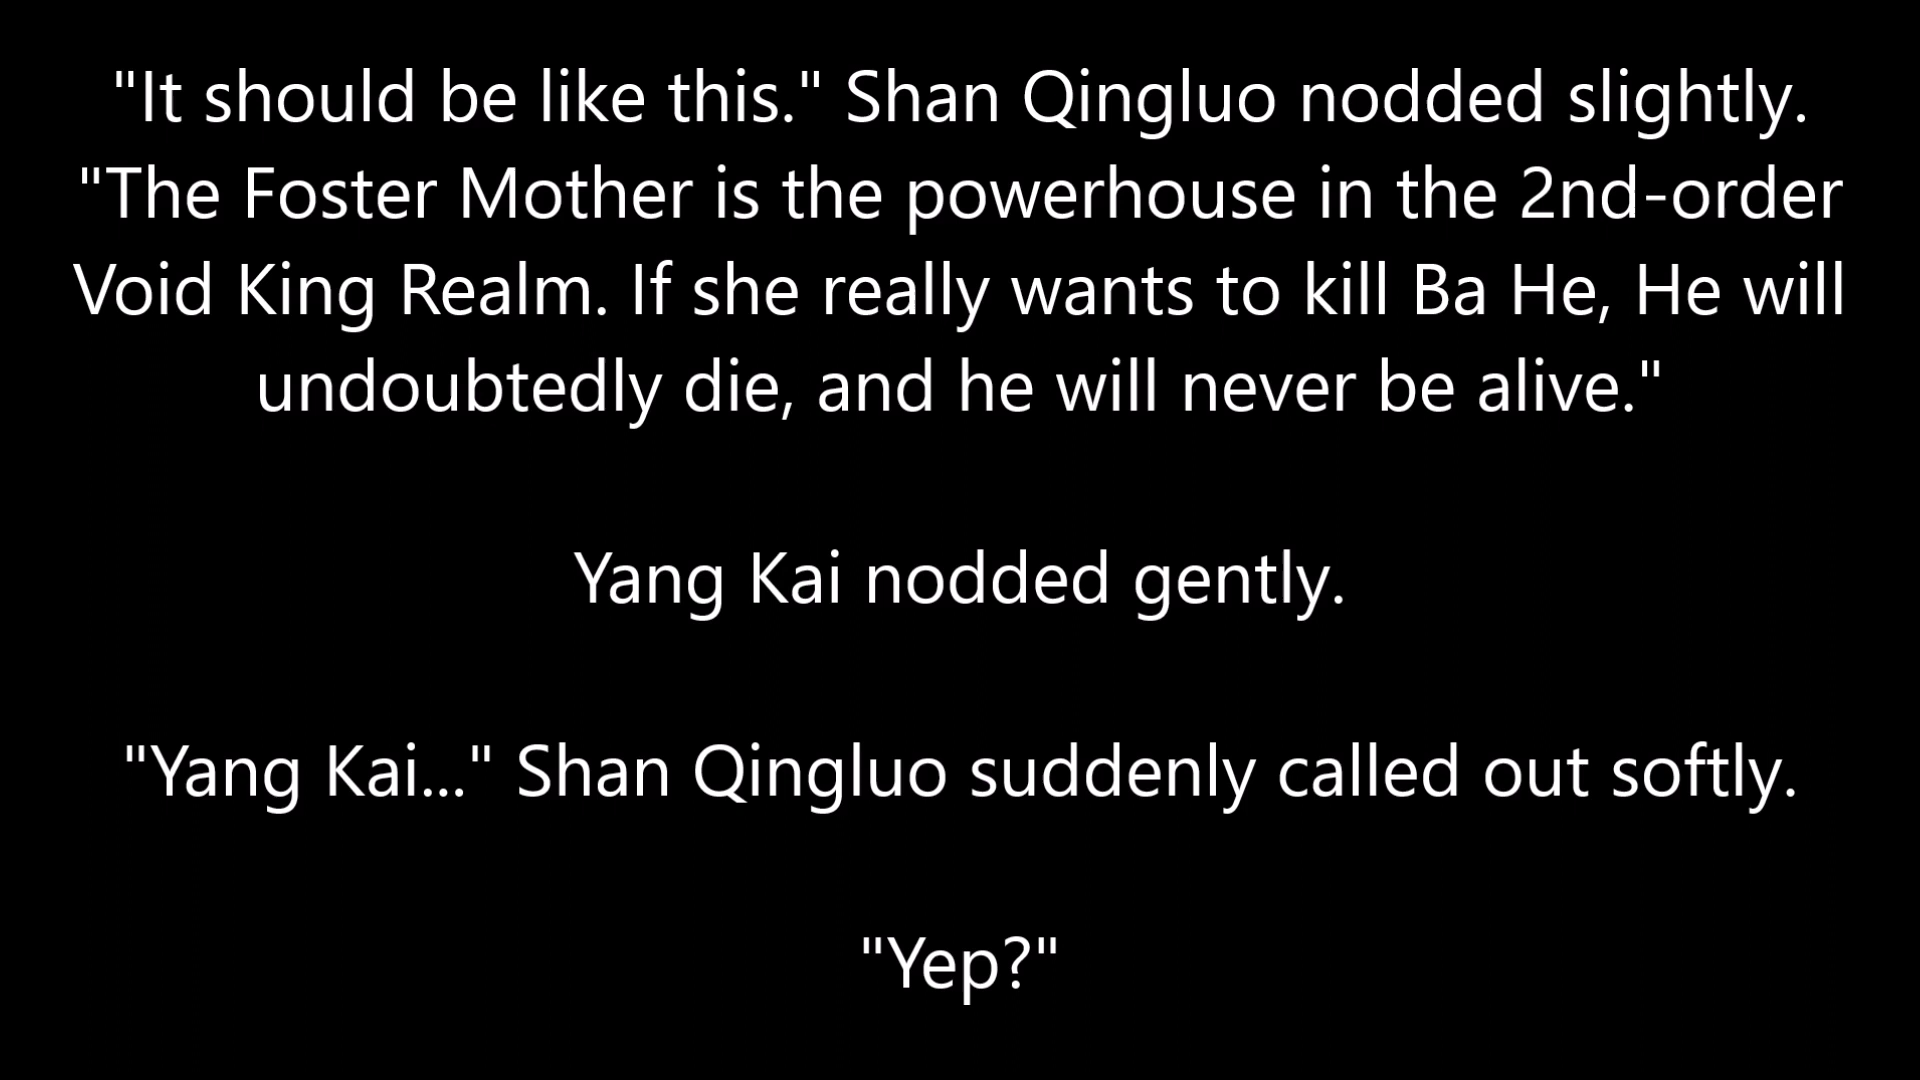 "It should be like this." Shan Qingluo nodded slightly.
"The Foster Mother is the powerhouse in the 2nd-order
Void King Realm. If she really wants to kill Ba He, He will
undoubtedly die, and he will never be alive."
Yang Kai nodded gently.
"Yang Kai..." Shan Qingluo suddenly called out softly.
"Yep?"